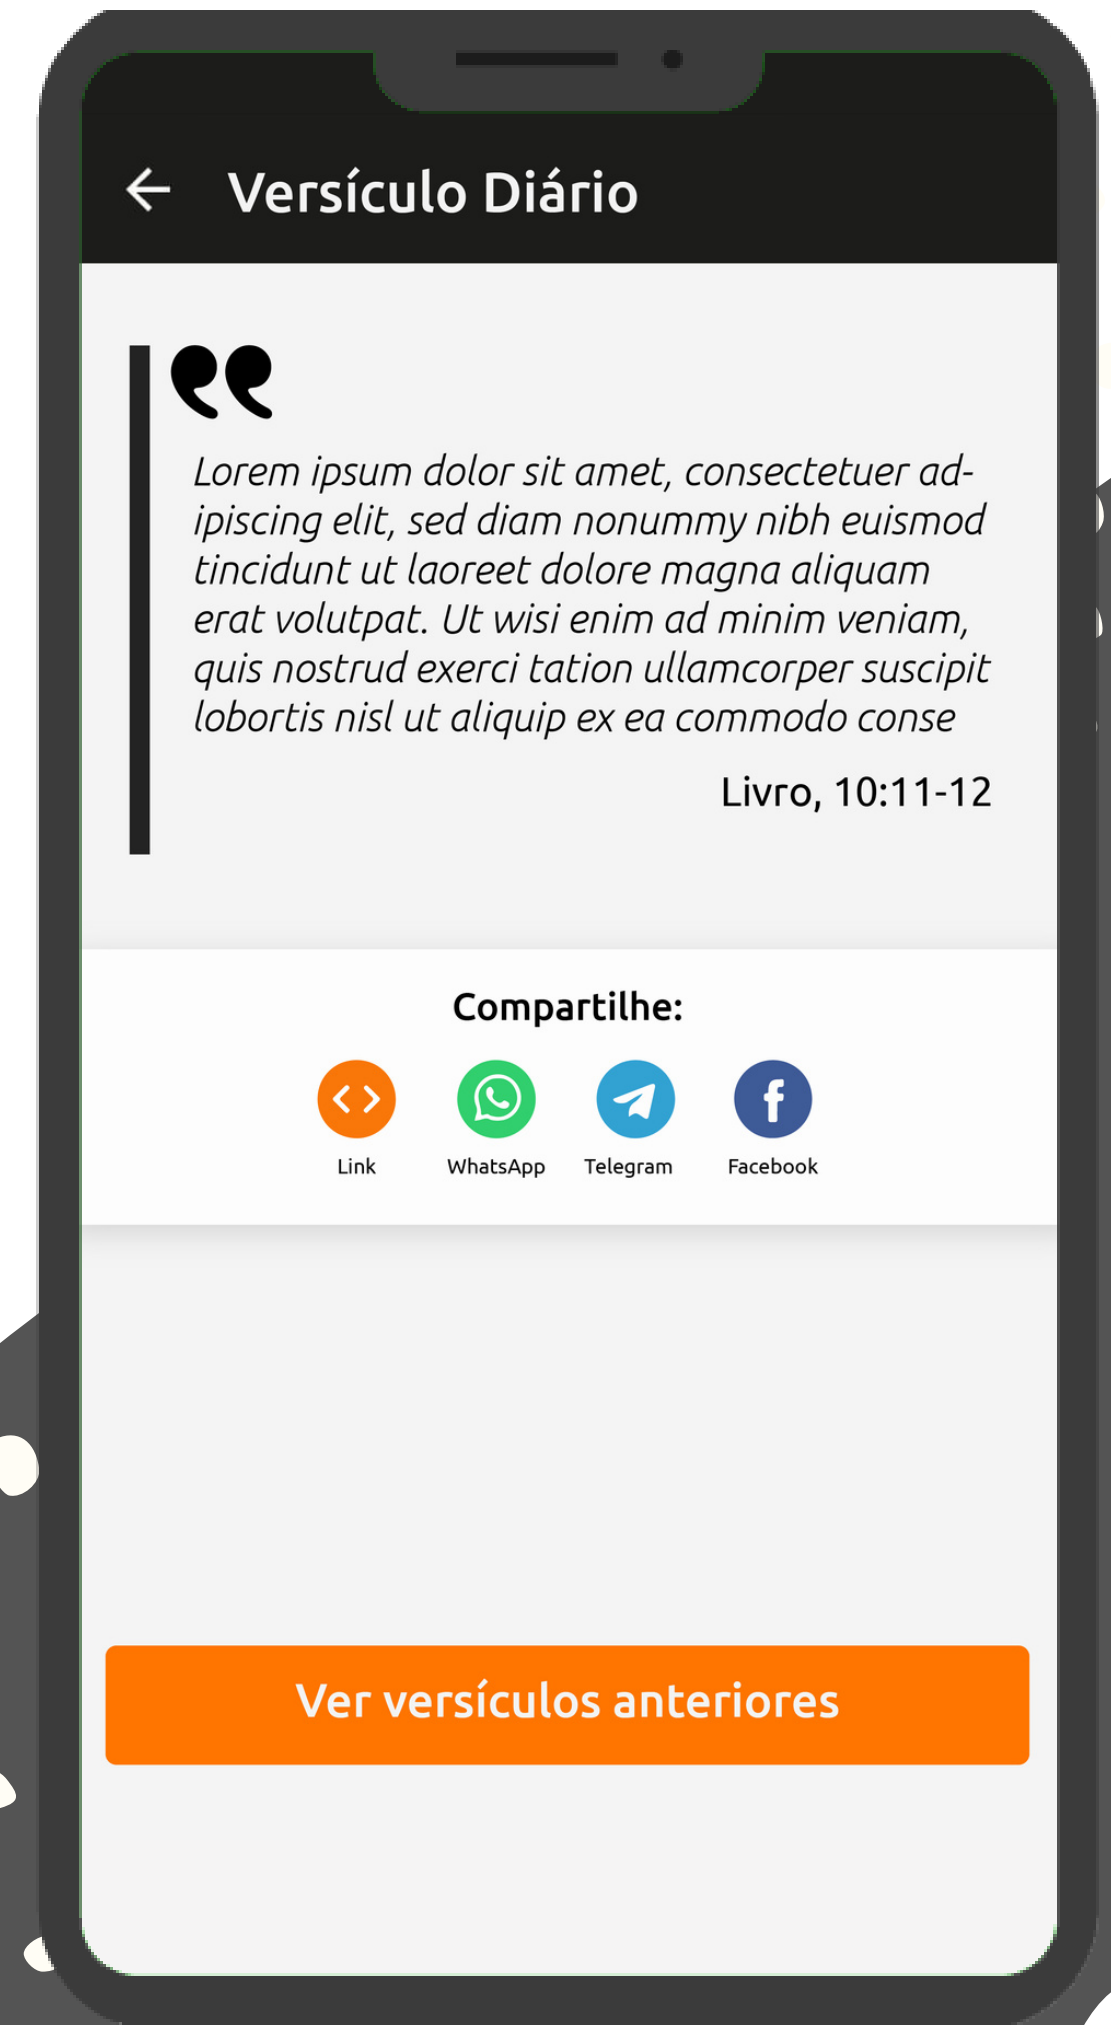 Versículo Diário
Lorem ipsum dolor sit amet, consectetuer ad-
ipiscing elit, sed diam nonummy nibh euismod
tincidunt ut laoreet dolore magna aliquam
erat volutpat. Ut wisi enim ad minim veniam,
quis nostrud exerci tation ullamcorper suscipit
lobortis nisl ut aliquip ex ea commodo conse
Livro, 10:11-12
Compartilhe:
Link WhatsApp Telegram Facebook
Ver versículos anteriores